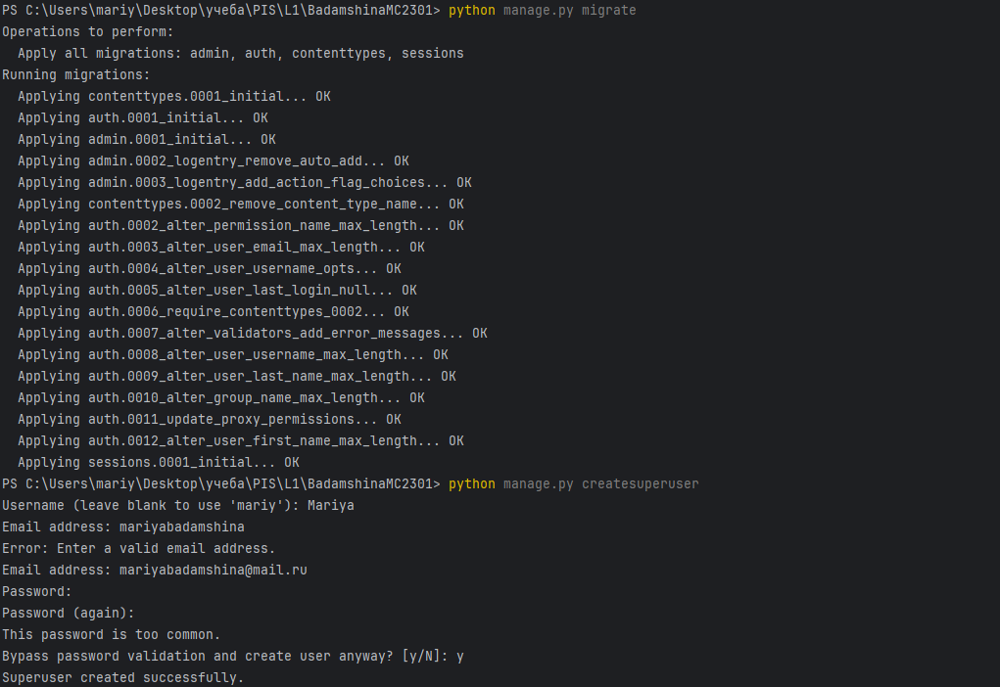 PS C:\Users\mariy\Desktop\учеба\PIS\L1\BadamshinaMC2301> python manage.py migrate
Operations to perform:
  Apply all migrations: admin, auth, contenttypes, sessions
Running migrations:
  Applying contenttypes.0001_initial... OK
  Applying auth.0001_initial... OK
  Applying admin.0001_initial... OK
  Applying admin.0002_logentry_remove_auto_add... OK
  Applying admin.0003_logentry_add_action_flag_choices... OK
  Applying contenttypes.0002_remove_content_type_name... OK
  Applying auth.0002_alter_permission_name_max_length... OK
  Applying auth.0003_alter_user_email_max_length... OK
  Applying auth.0004_alter_user_username_opts... OK
  Applying auth.0005_alter_user_last_login_null... OK
  Applying auth.0006_require_contenttypes_0002... OK
  Applying auth.0007_alter_validators_add_error_messages... OK
  Applying auth.0008_alter_user_username_max_length... OK
  Applying auth.0009_alter_user_last_name_max_length... OK
  Applying auth.0010_alter_group_name_max_length... OK
  Applying auth.0011_update_proxy_permissions... OK
  Applying auth.0012_alter_user_first_name_max_length... OK
  Applying sessions.0001_initial... OK
PS C:\Users\mariy\Desktop\учеба\PIS\L1\BadamshinaMC2301> python manage.py createsuperuser
Username (leave blank to use 'mariy'): Mariya
Email address: mariyabadamshina
Error: Enter a valid email address.
Email address: mariyabadamshina@mail.ru
Password:
Password (again):
This password is too common.
Bypass password validation and create user anyway? [y/N]: y
Superuser created successfully.